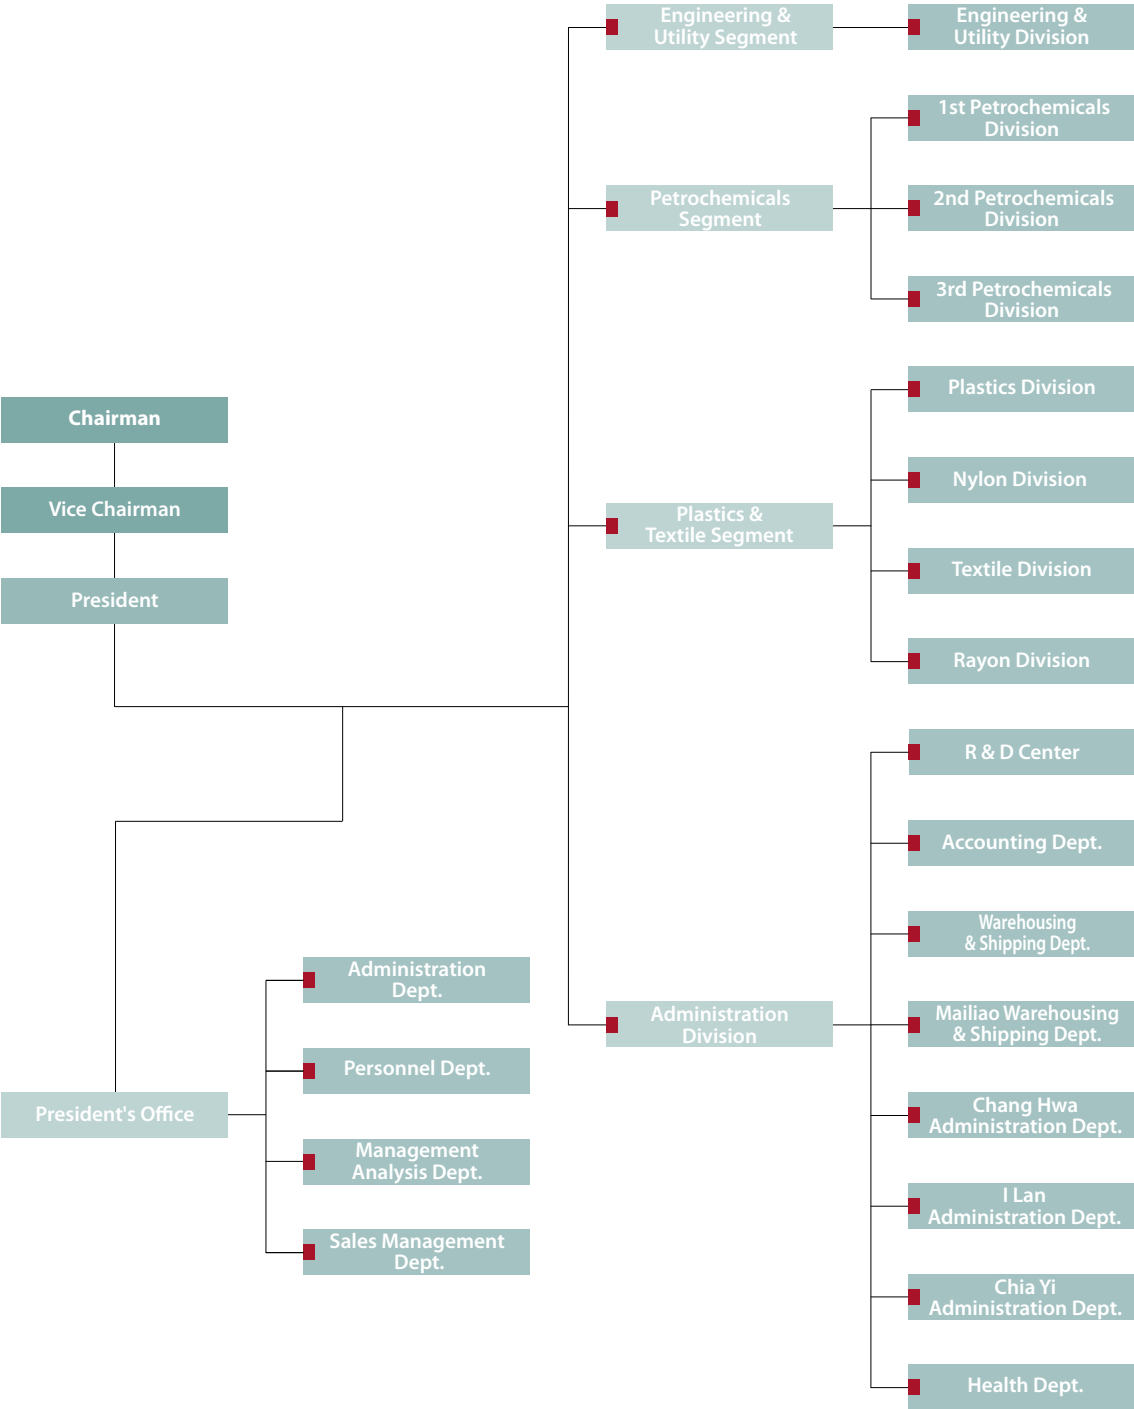 Chairman
Vice Chairman
President
President's Office
Administration
Dept.
Personnel Dept.
Management
Analysis Dept.
Sales Management
Dept.
Engineering &
Utility Segment
Engineering &
Utility Division
Petrochemicals
Segment
1st Petrochemicals
Division
2nd Petrochemicals
Division
3rd Petrochemicals
Division
Plastics &
Textile Segment
Plastics Division
Nylon Division
Textile Division
Rayon Division
Administration
Division
R & D Center
Accounting Dept.
Warehousing
& Shipping Dept.
Mailiao Warehousing
& Shipping Dept.
Chang Hwa
Administration Dept.
I Lan
Administration Dept.
Chia Yi
Administration Dept.
Health Dept.